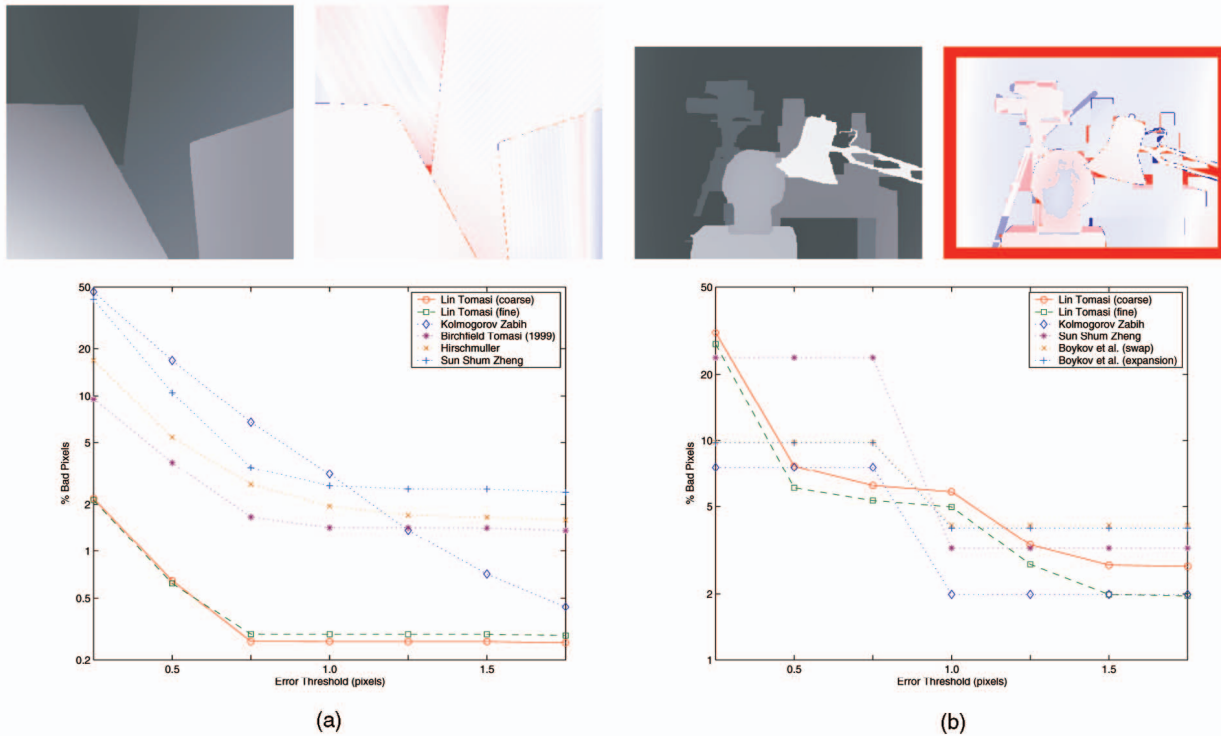 50
20
10
5
2
1
0.5
0.2
% Bad Pixels
Lin Tomasi (coarse)
Lin Tomasi (fine)
Kolmogorov Zabih
Birchfield Tomasi (1999)
Hirschmuller
Sun Shum Zheng
0.5
1.0
1.5
Error Threshold (pixels)
(a)
50
20
10
5
2
1
% Bad Pixels
Lin Tomasi (coarse)
Lin Tomasi (fine)
Kolmogorov Zabih
Sun Shum Zheng
Boykov et al. (swap)
Boykov et al. (expansion)
0.5
1.0
1.5
Error Threshold (pixels)
(b)